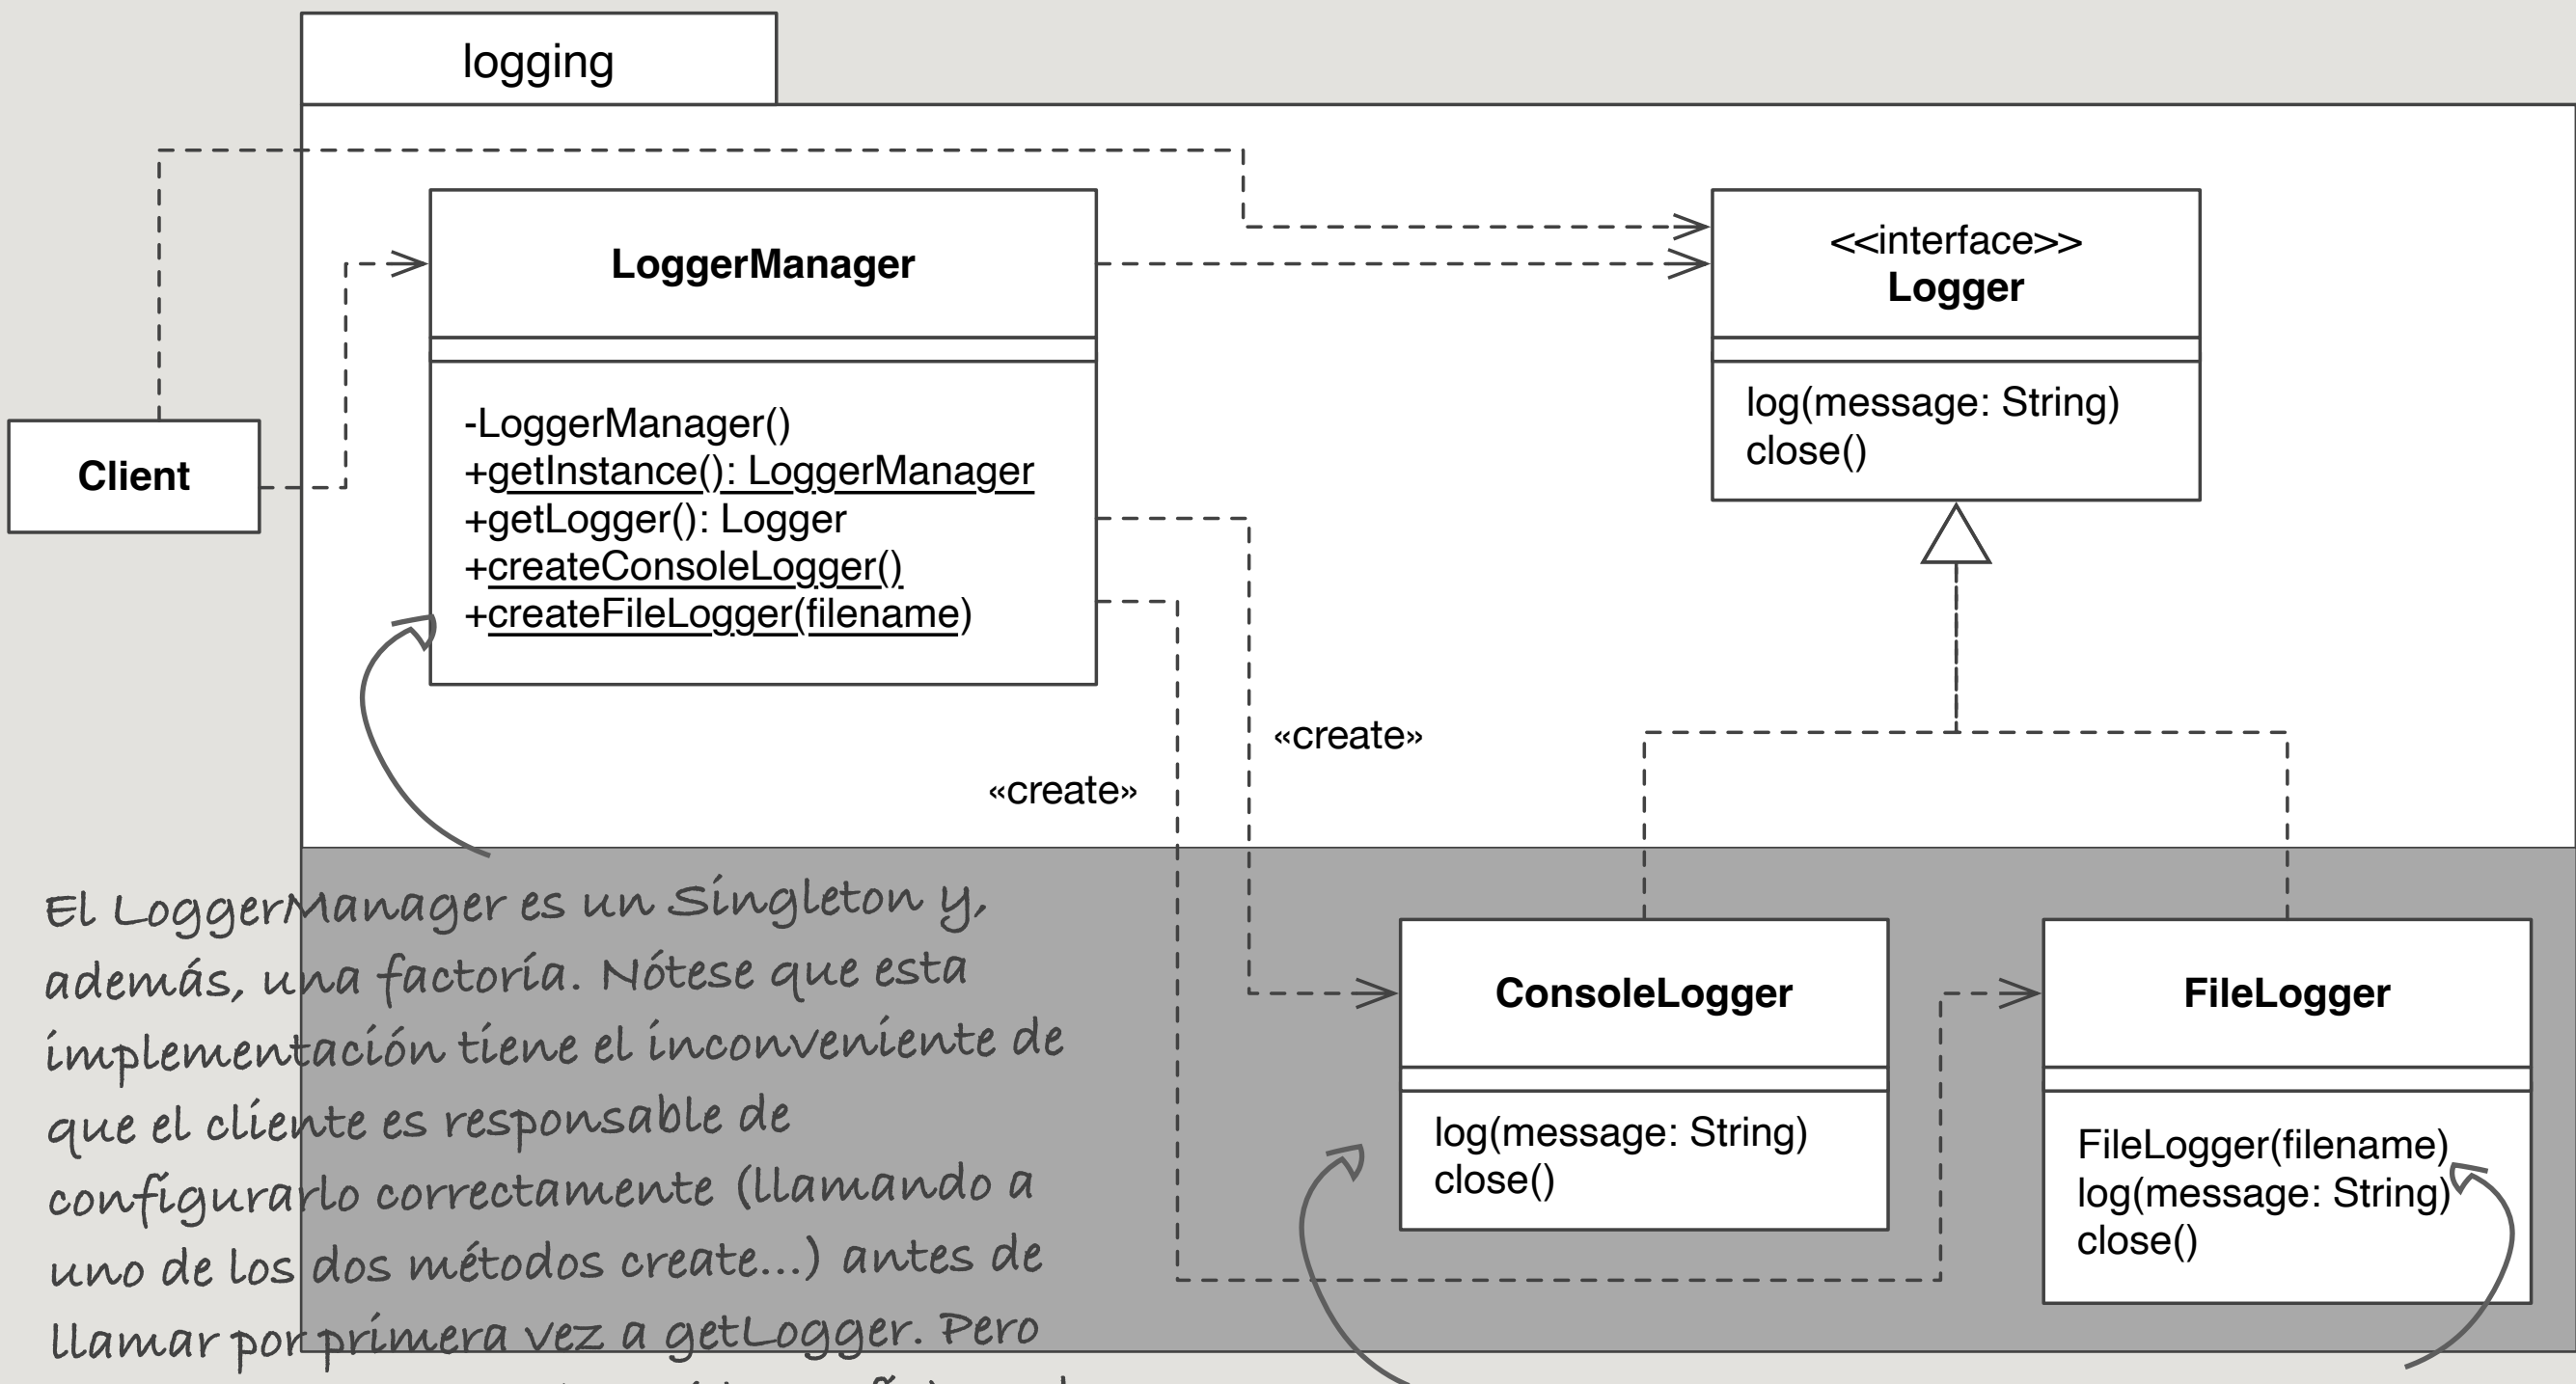 logging
LoggerManager
-LoggerManager()
+getInstance(): LoggerManager
+getLogger(): Logger
+createConsoleLogger()
+createFileLogger(filename)
<<interface>>
Logger
log(message: String)
close()
Client
«create»
«create»
ConsoleLogger
log(message: String)
close()
FileLogger
FileLogger(filename)
log(message: String)
close()
El LoggerManager es un Singleton y,
además, una factoría. Nótese que esta
implementación tiene el inconveniente de
que el cliente es responsable de
configurarlo correctamente (llamando a
uno de los dos métodos create...) antes de
llamar por primera vez a getLogger. Pero